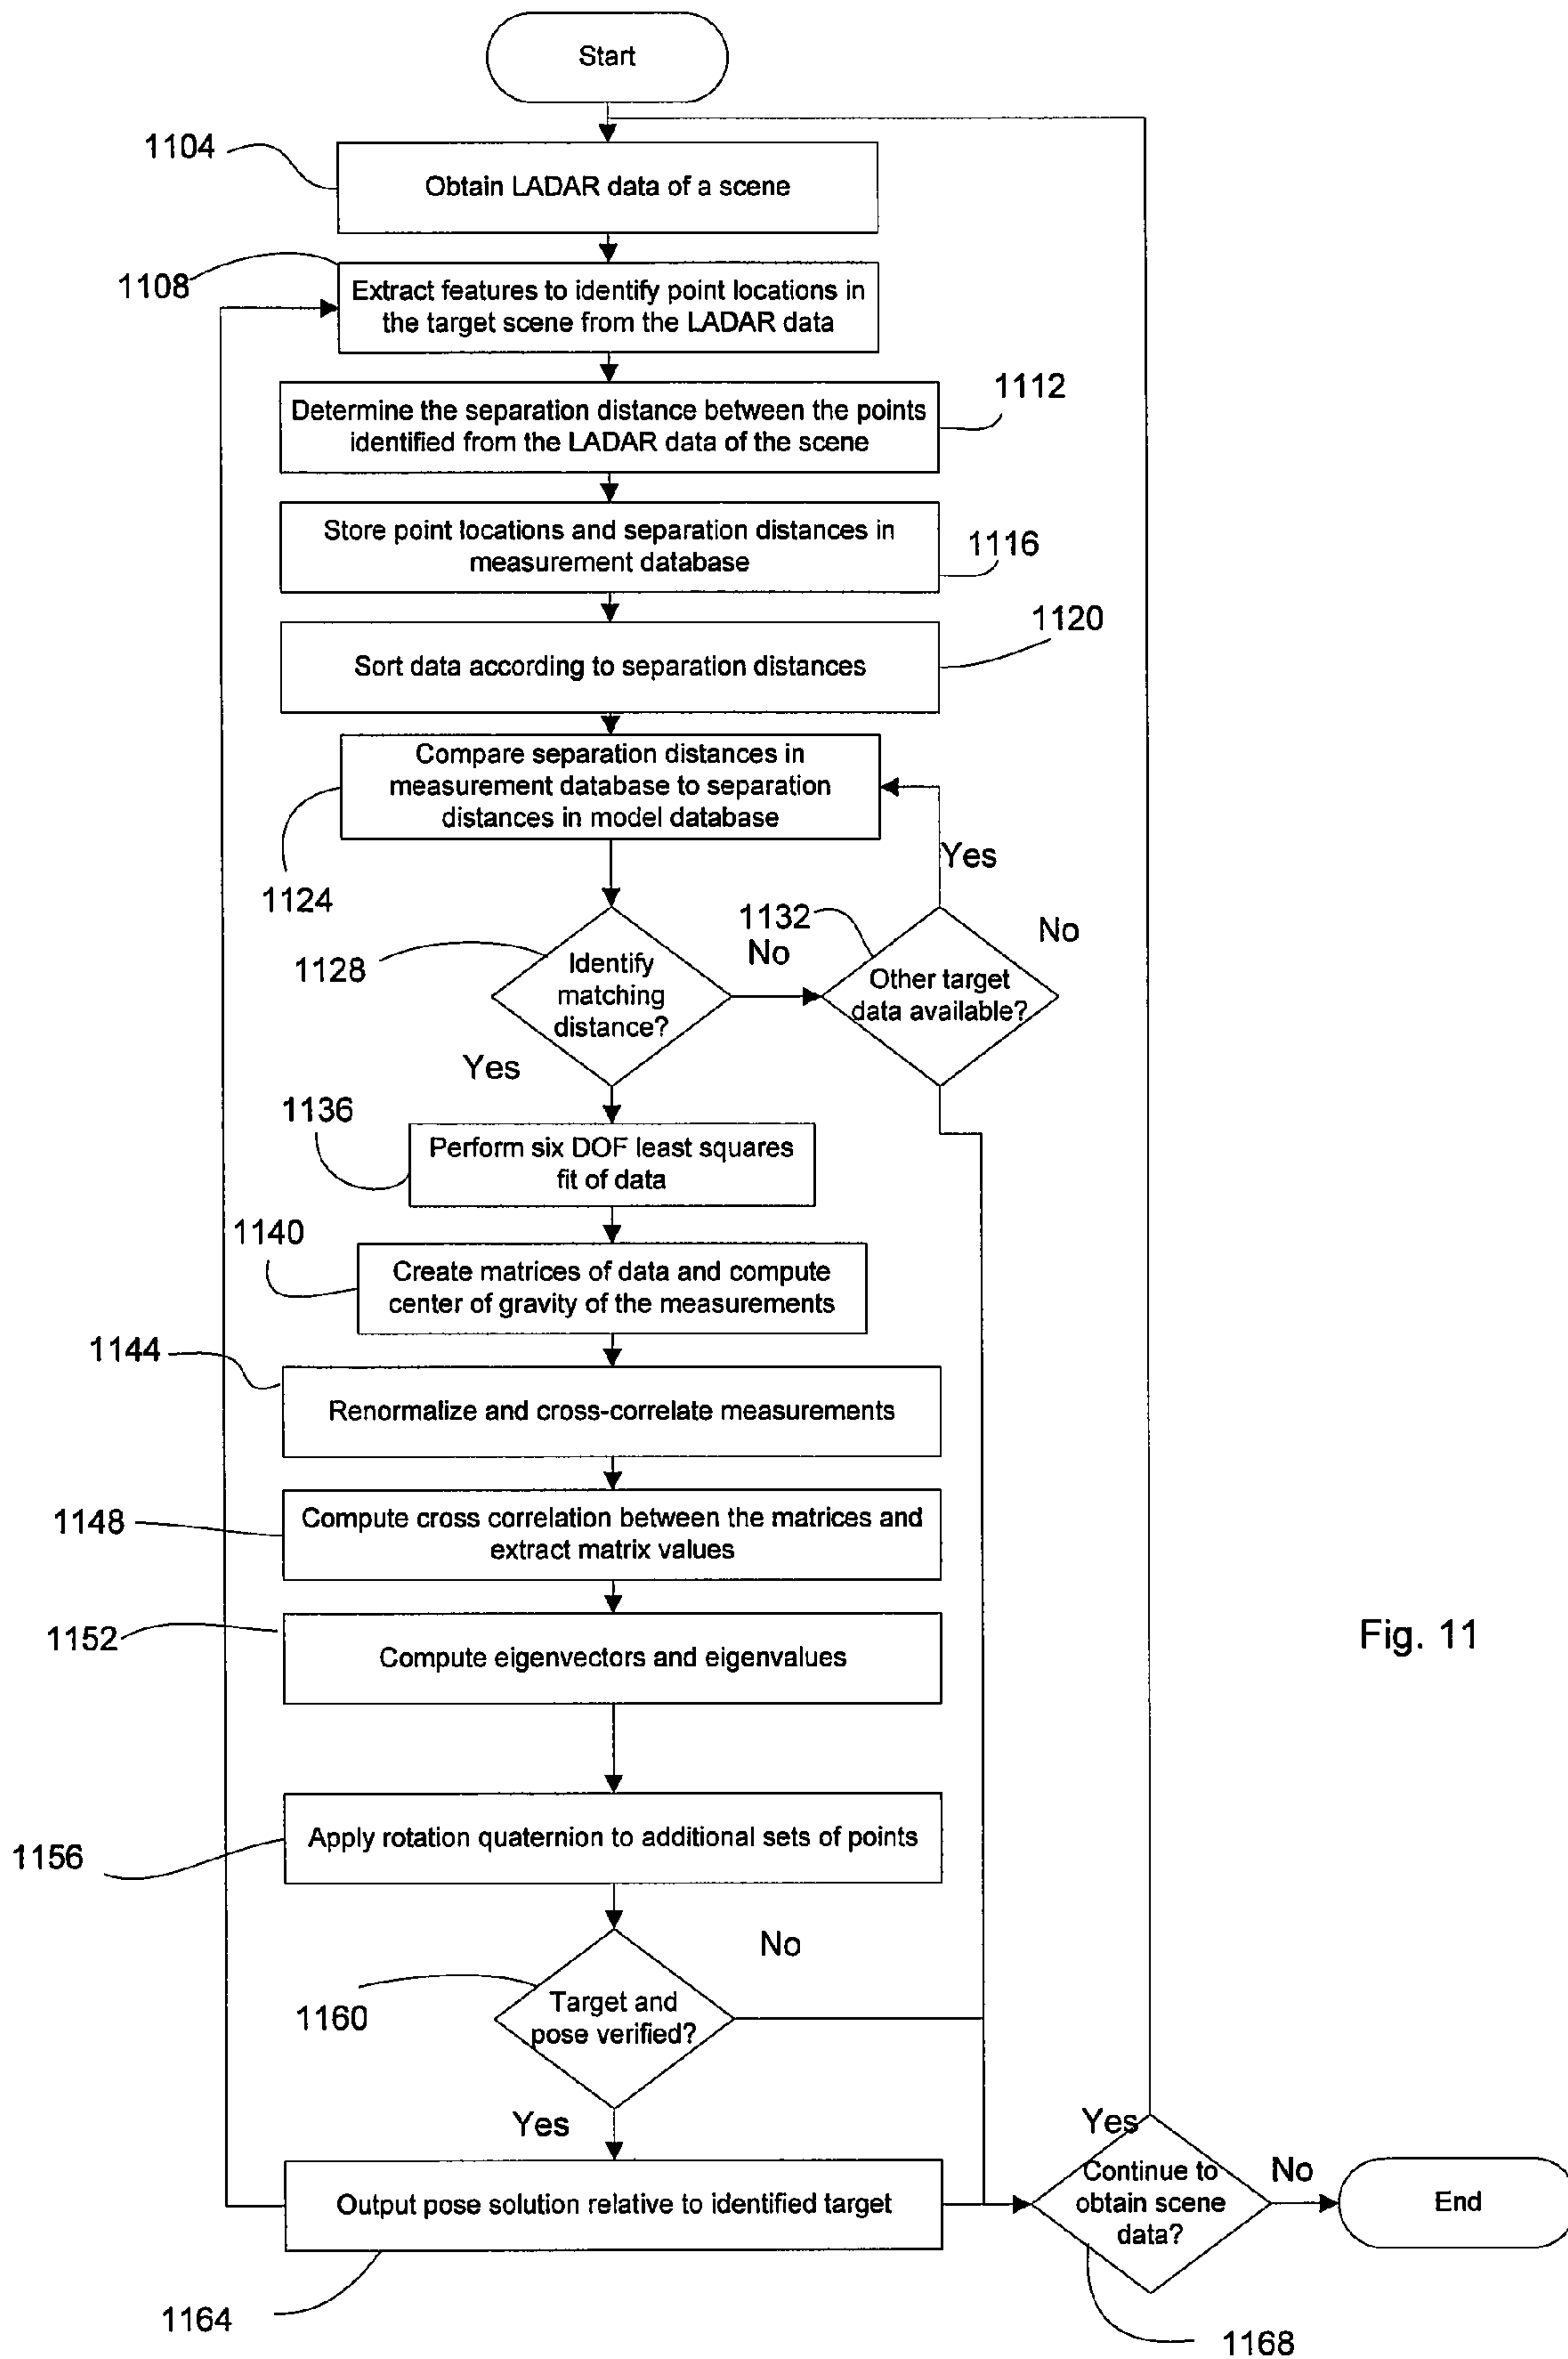 Start
1104
Obtain LADAR data of a scene
1108
Extract features to identify point locations in
the target scene from the LADAR data
1112
Determine the separation distance between the points
identified from the LADAR data of the scene
Store point locations and separation distances in
measurement database
1116
1120
Sort data according to separation distances
Compare separation distances in
measurement database to separation
distances in model database
1124
Yes
1132
No
1128
Identify
matching
distance?
No
Other target
data available?
Yes
1136
Perform six DOF least squares
fit of data
1140
Create matrices of data and compute
center of gravity of the measurements
1144
Renormalize and cross-correlate measurements
1148
Compute cross correlation between the matrices and
extract matrix values
1152
Compute eigenvectors and eigenvalues
Fig. 11
1156
Apply rotation quaternion to additional sets of points
No
1160
Target and
pose verified?
Yes
Yes
Output pose solution relative to identified target
Continue to
obtain scene
data?
No
End
1164
1168